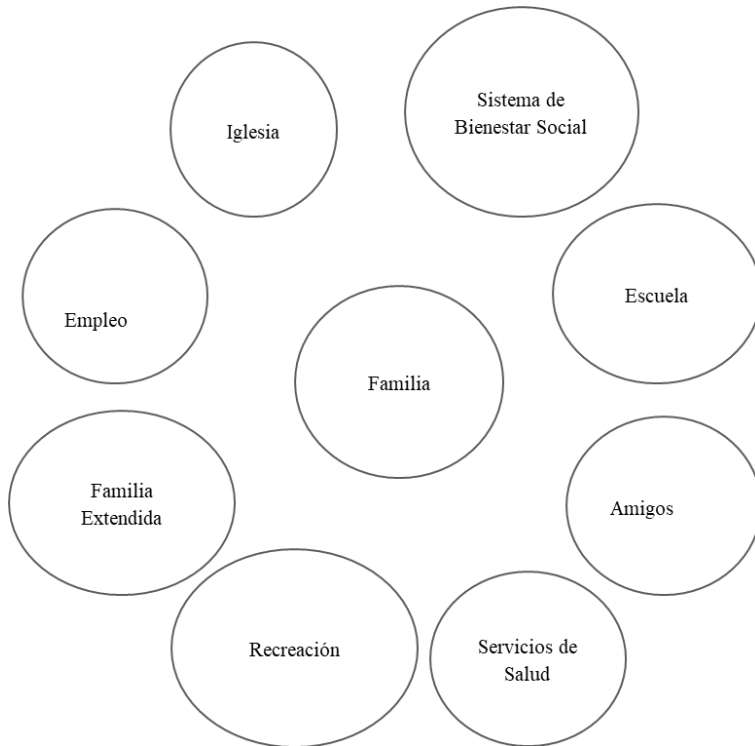 Sistema de
Bienestar Social
Iglesia
Escuela
Empleo
Familia
Familia
Extendida
Amigos
Recreación
Servicios de
Salud